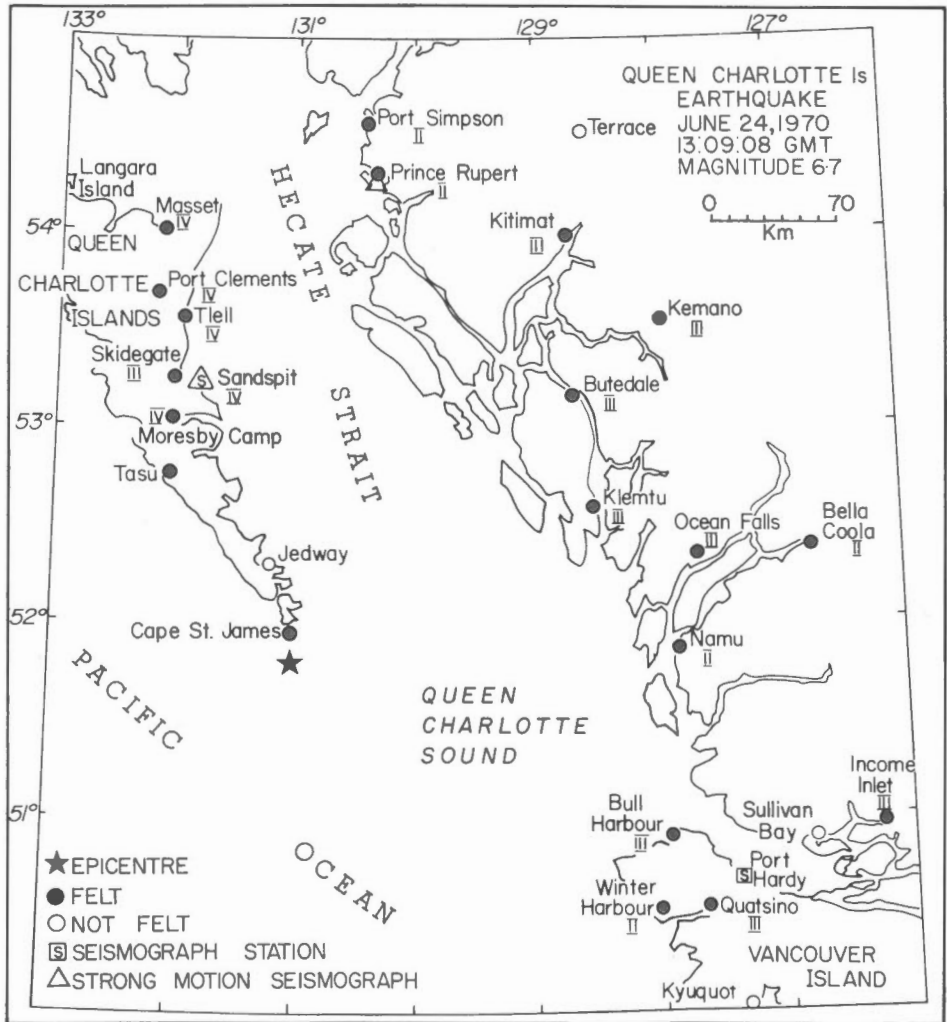 133°
131°
129°
127°
QUEEN CHARLOTTE Is
EARTHQUAKE
JUNE 24, 1970
13:09:08 GMT
MAGNITUDE 6·7
0 70
Km
Port Simpson
II
Terrace
Prince Rupert
II
Langara
Island
Masset
IV
HECATE STRAIT
Kitimat
III
54°
QUEEN
CHARLOTTE
ISLANDS
Port Clements
IV
Tlell
IV
Kemano
III
Skidegate
III
S
Sandspit
IV
Butedale
III
53°
IV
Moresby Camp
Tasu
Klemtu
III
Ocean Falls
III
Bella
Coola
II
Jedway
52°
Cape St. James
Namu
II
PACIFIC
QUEEN
CHARLOTTE
SOUND
51°
Income
Inlet
III
Bull
Harbour
III
Sullivan
Bay
Port
Hardy
S
OCEAN
Winter
Harbour
II
Quatsino
III
VANCOUVER
ISLAND
Kyuquot
EPICENTRE
FELT
NOT FELT
S SEISMOGRAPH STATION
STRONG MOTION SEISMOGRAPH